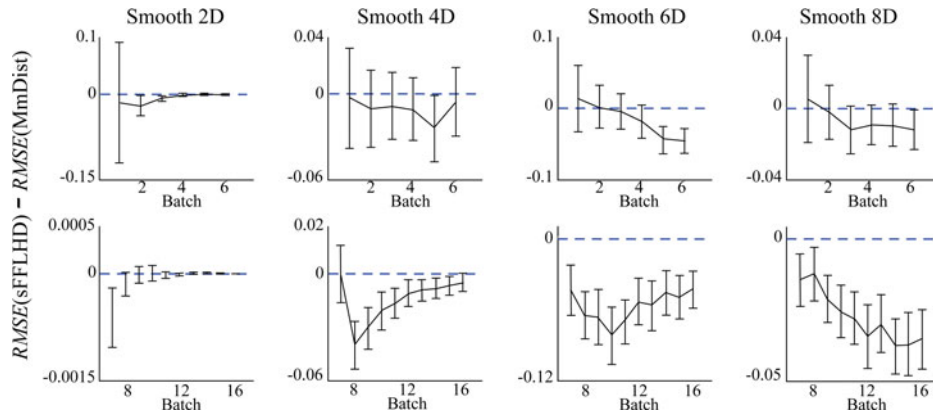 Smooth 2D Smooth 4D Smooth 6D Smooth 8D
RMSE(sFFLHD) − RMSE(MmDist)
0.1 0.04 0.1 0.04
0 0 0 0
-0.15 -0.06 -0.1 -0.04
2 4 6 2 4 6 2 4 6 2 4 6
Batch Batch Batch Batch
0.0005 0.02
0 0 0 0
-0.0015 -0.06 -0.12 -0.05
8 12 16 8 12 16 8 12 16 8 12 16
Batch Batch Batch Batch